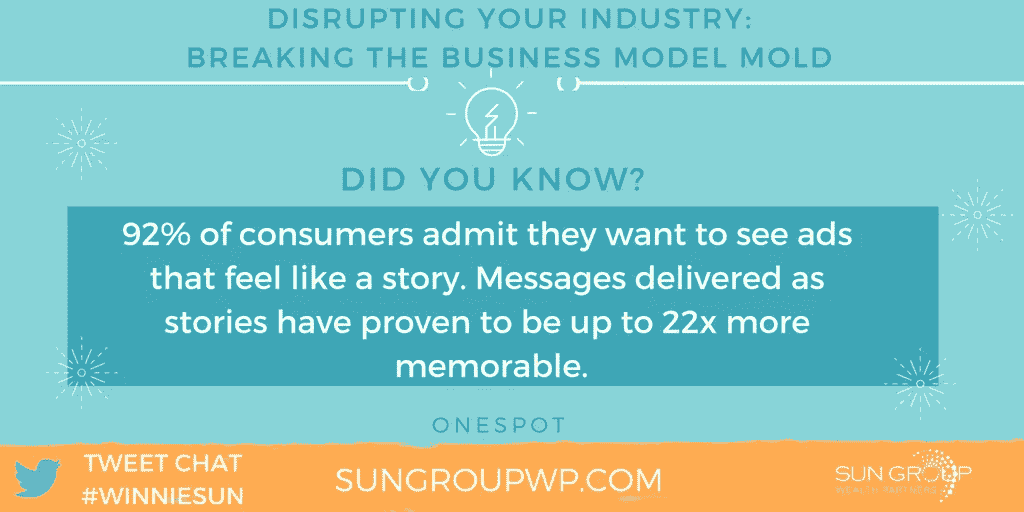 DISRUPTING YOUR INDUSTRY:
BREAKING THE BUSINESS MODEL MOLD
DID YOU KNOW?
92% of consumers admit they want to see ads
that feel like a story. Messages delivered as
stories have proven to be up to 22x more
memorable.
ONESPOT
TWEET CHAT
#WINNIESUN
SUNGROUPWP.COM
SUN GROUP
WEALTH PARTNERS